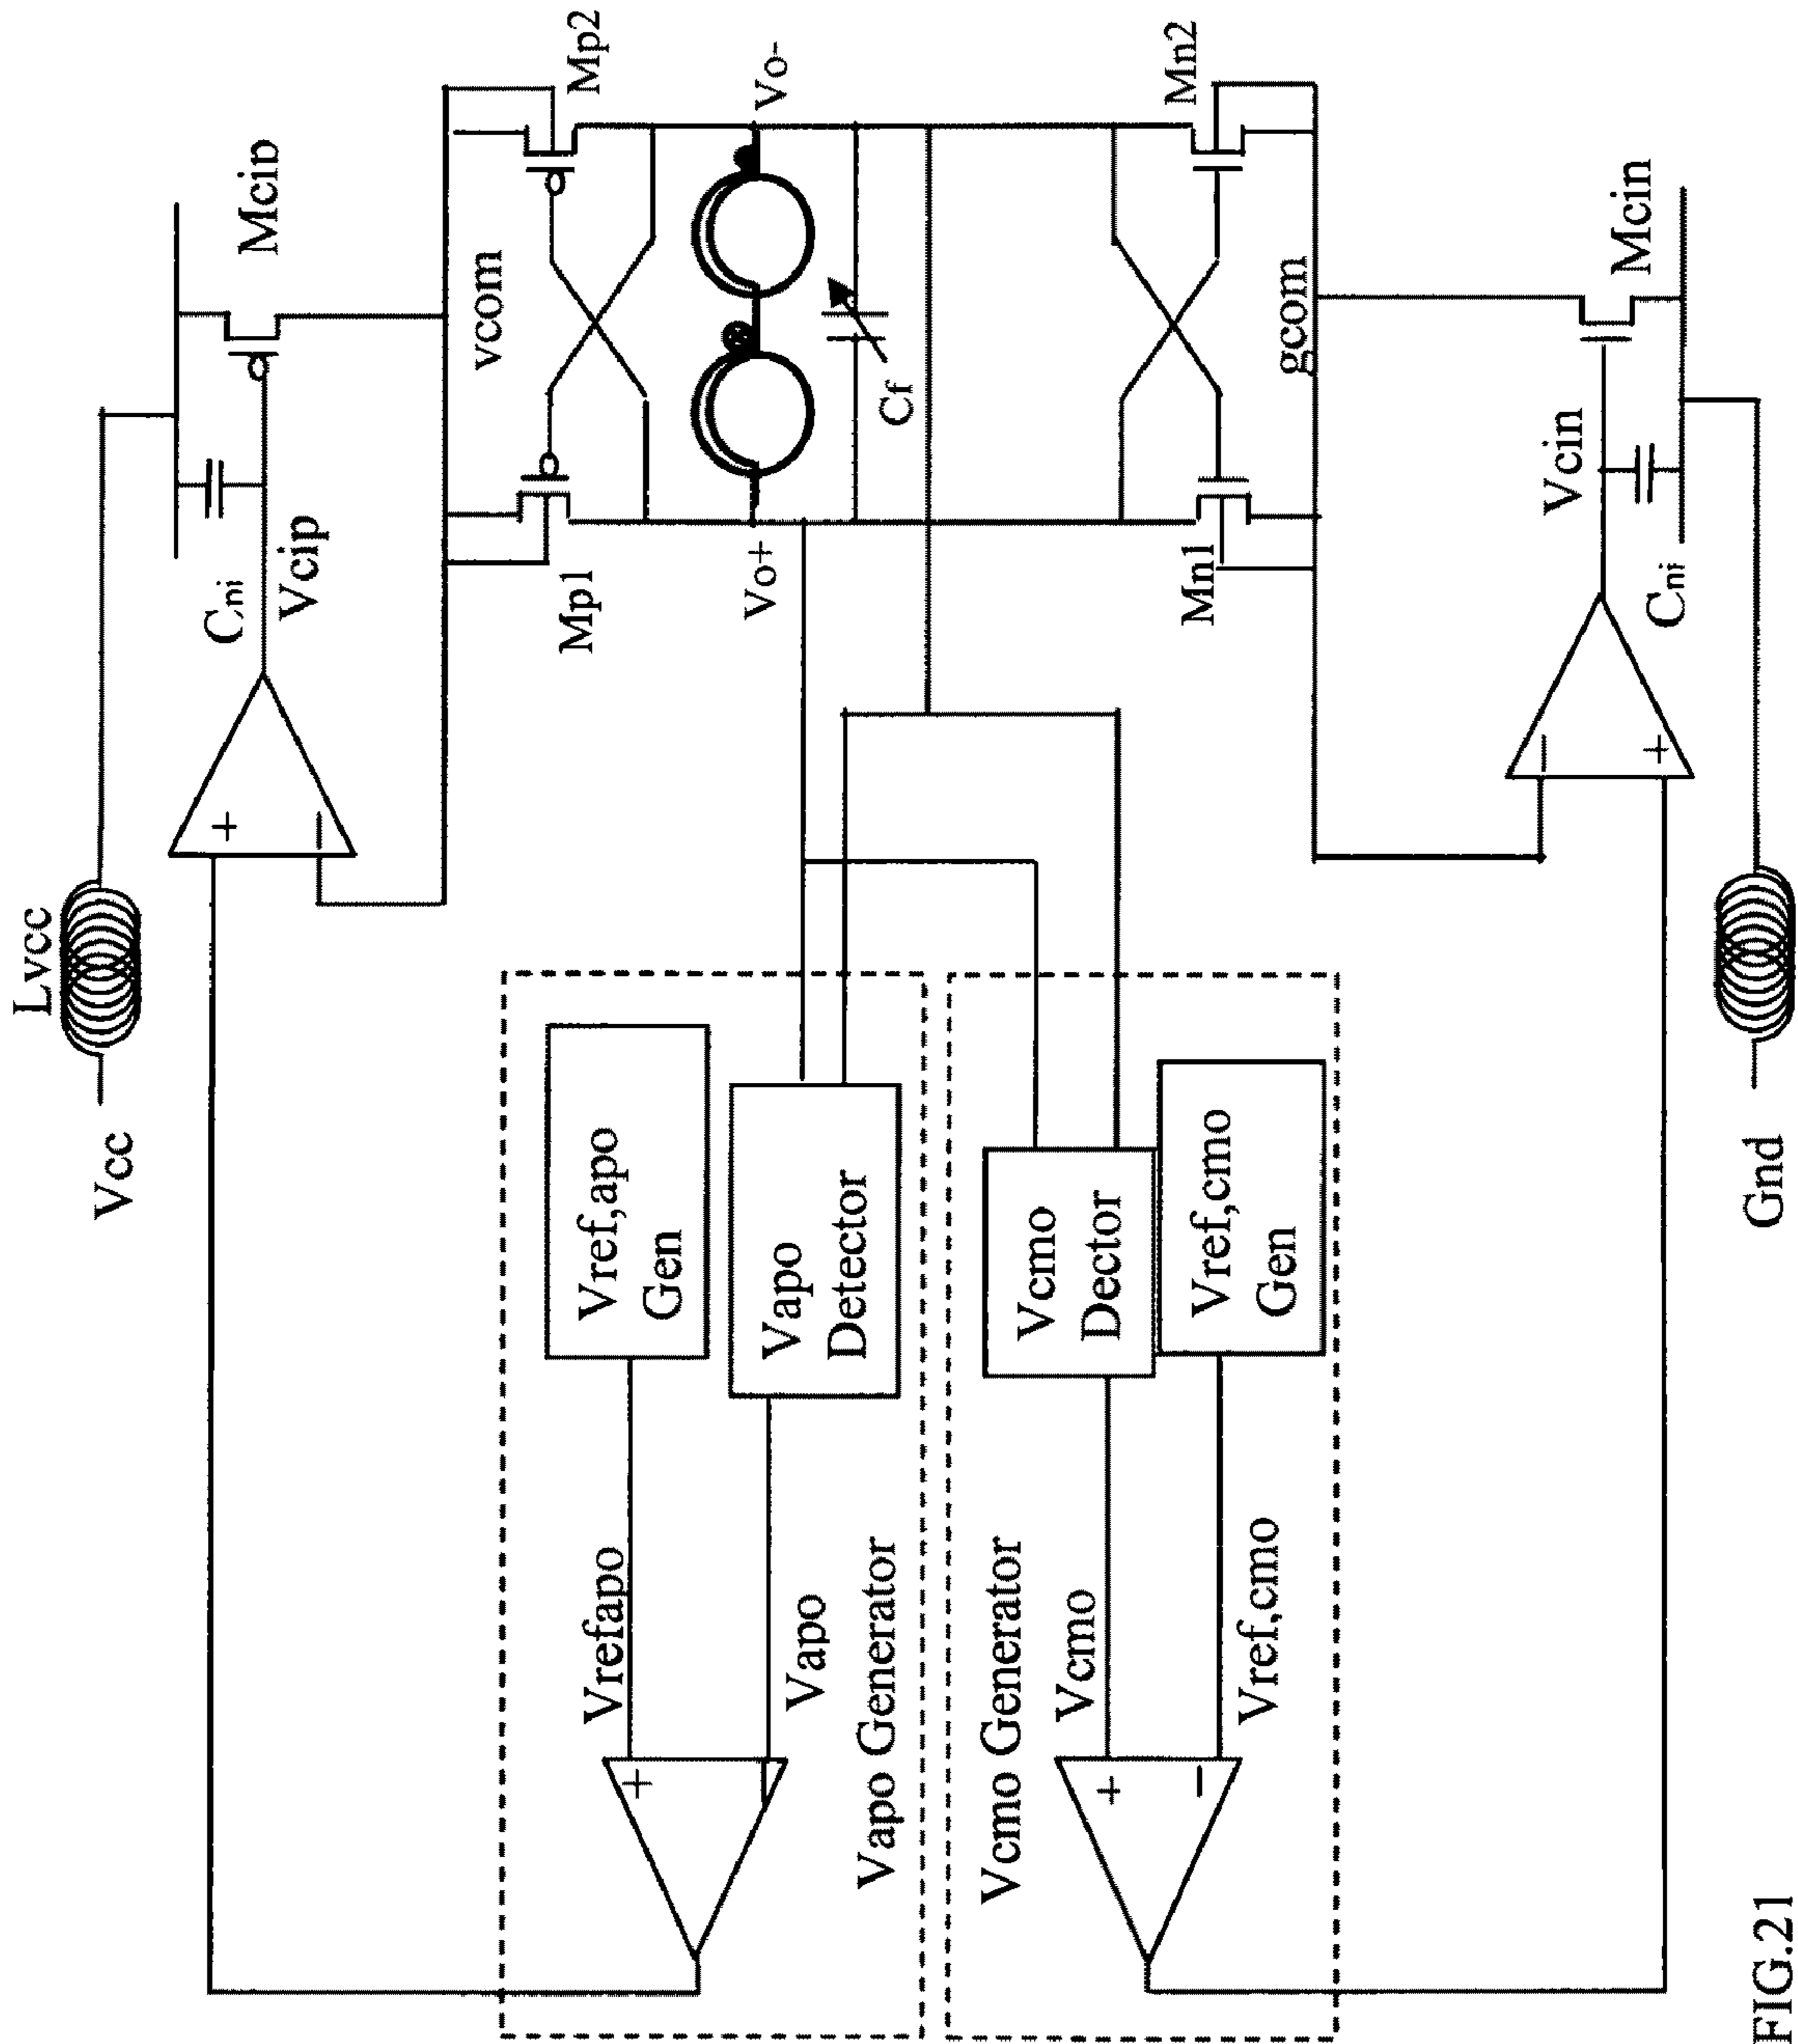 Vcc
Lvcc
Cni
Vcip
Mcip
vcom
Mp1
Mp2
Vo+
Vo-
Cf
Mn1
Mn2
gcom
Vcin
Cni
Mcin
Gnd
Vref,apo
Gen
Vapo
Detector
Vrefapo
Vapo
+
−
+
−
Vapo Generator
Vcmo Generator
Vcmo
Dector
Vref,cmo
Gen
Vcmo
Vref,cmo
+
−
−
+
FIG.21